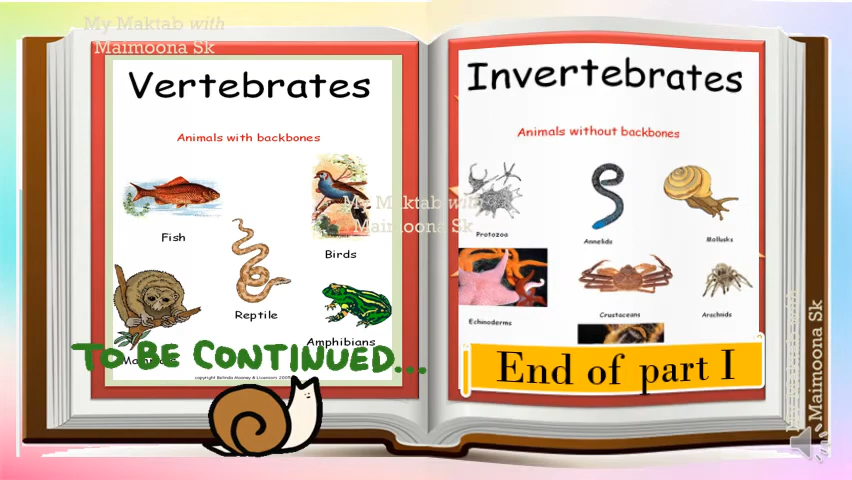 My Maktab with
Maimoona Sk
Vertebrates
Animals with backbones
Fish
Birds
Reptile
Amphibians
TO BE CONTINUED...
Invertebrates
Animals without backbones
My Maktab with
Maimoona Sk
Protozoa
Annelids
Mollusks
Echinoderms
Crustaceans
Arachnids
End of part I
Maimoona Sk